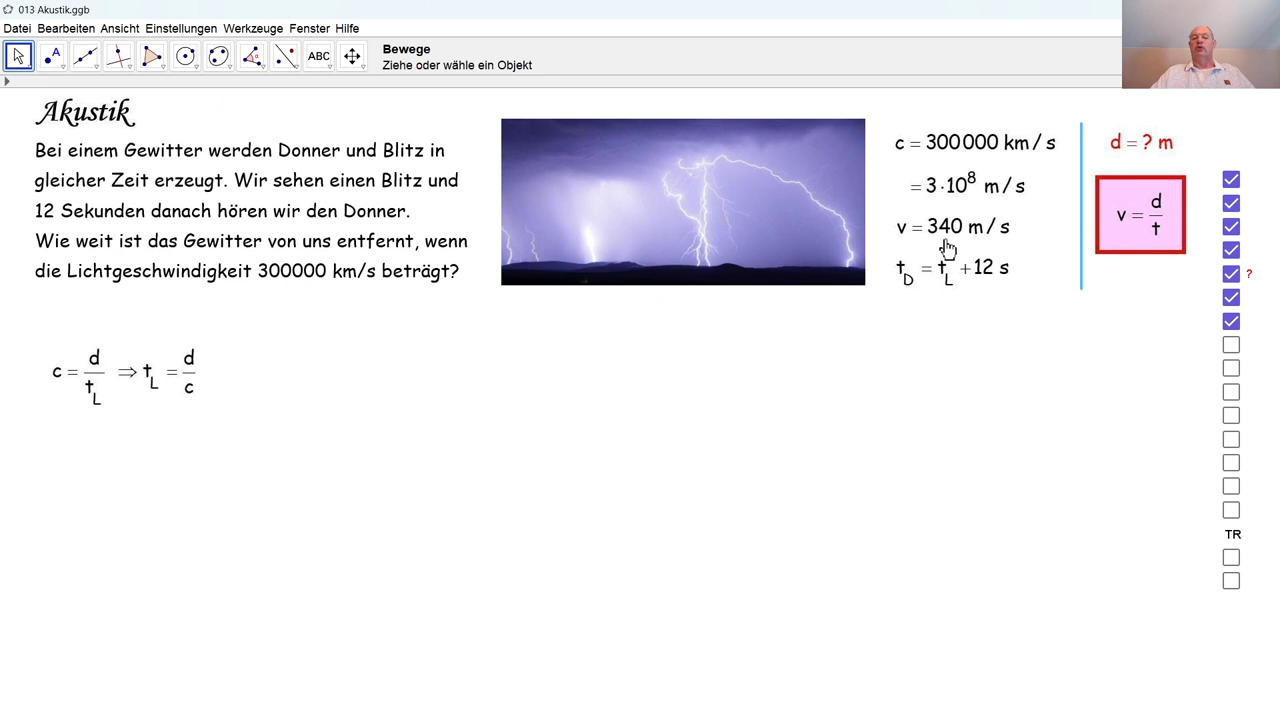 013 Akustik.ggb
Datei Bearbeiten Ansicht Einstellungen Werkzeuge Fenster Hilfe
A
ABC
Bewege
Ziehe oder wähle ein Objekt
Akustik
Bei einem Gewitter werden Donner und Blitz in
gleicher Zeit erzeugt. Wir sehen einen Blitz und
12 Sekunden danach hören wir den Donner.
Wie weit ist das Gewitter von uns entfernt, wenn
die Lichtgeschwindigkeit 300000 km/s beträgt?
c = 300000 km/s
= 3·10⁸ m/s
v = 340 m/s
t_D = t_L + 12 s
d = ? m
v = d/t
?
c = d/t_L ⇒ t_L = d/c
TR